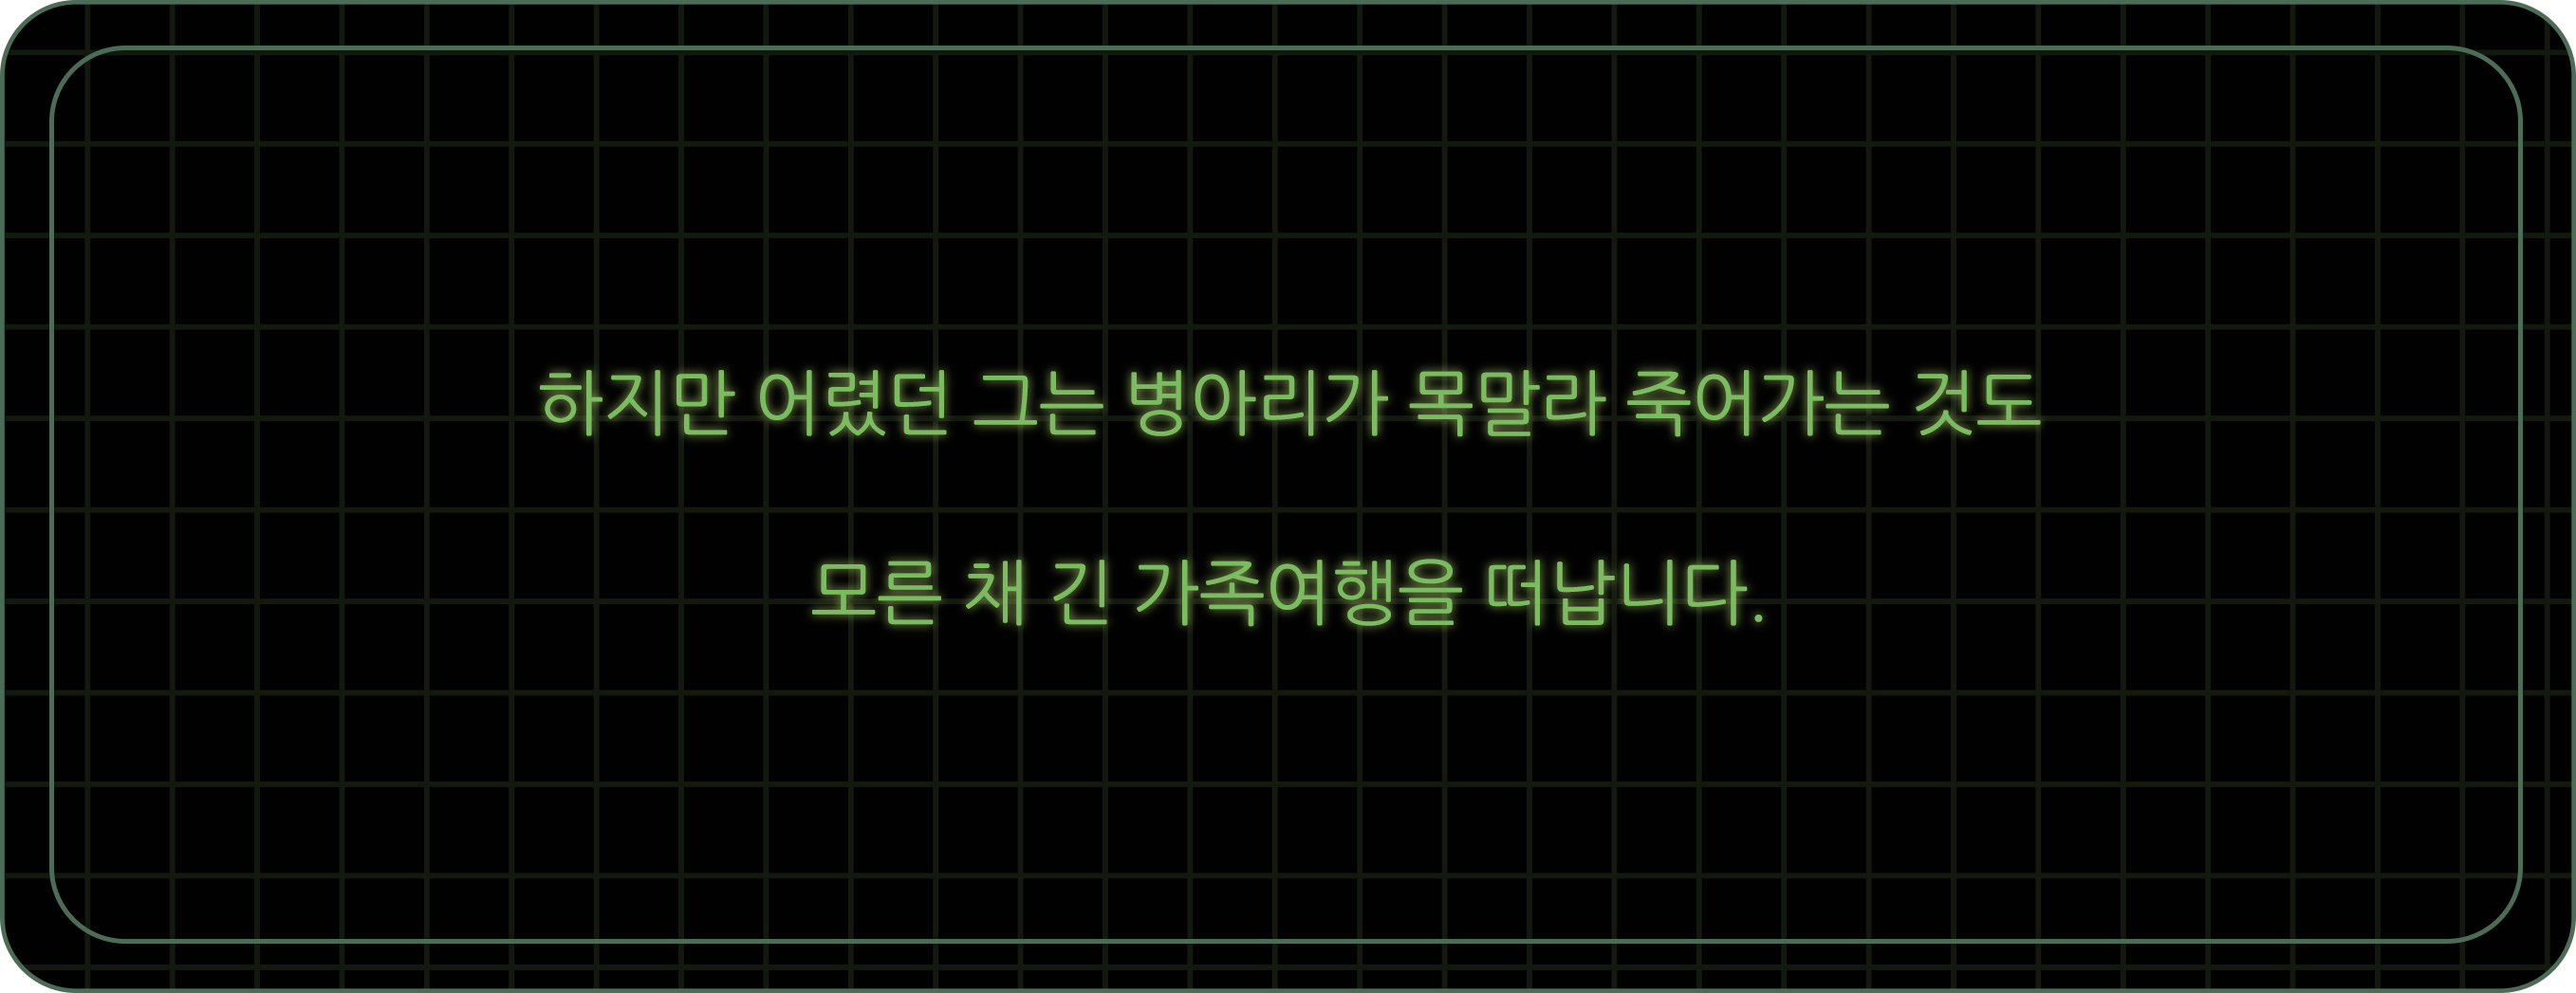 하지만 어렸던 그는 병아리가 목말라 죽어가는 것도
모른 채 긴 가족여행을 떠납니다.